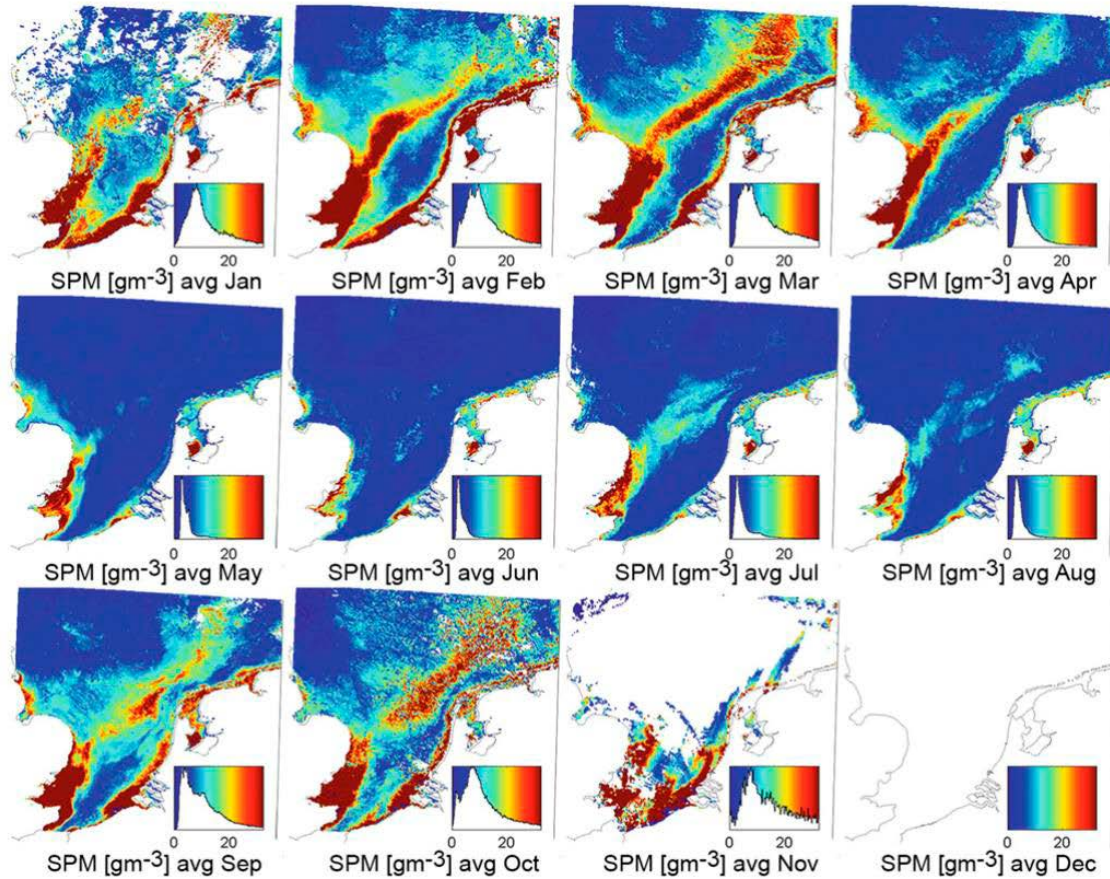 0 20 0 20 0 20 0 20
SPM [gm-3] avg Jan SPM [gm-3] avg Feb SPM [gm-3] avg Mar SPM [gm-3] avg Apr
0 20 0 20 0 20 0 20
SPM [gm-3] avg May SPM [gm-3] avg Jun SPM [gm-3] avg Jul SPM [gm-3] avg Aug
0 20 0 20 0 20 0 20
SPM [gm-3] avg Sep SPM [gm-3] avg Oct SPM [gm-3] avg Nov SPM [gm-3] avg Dec